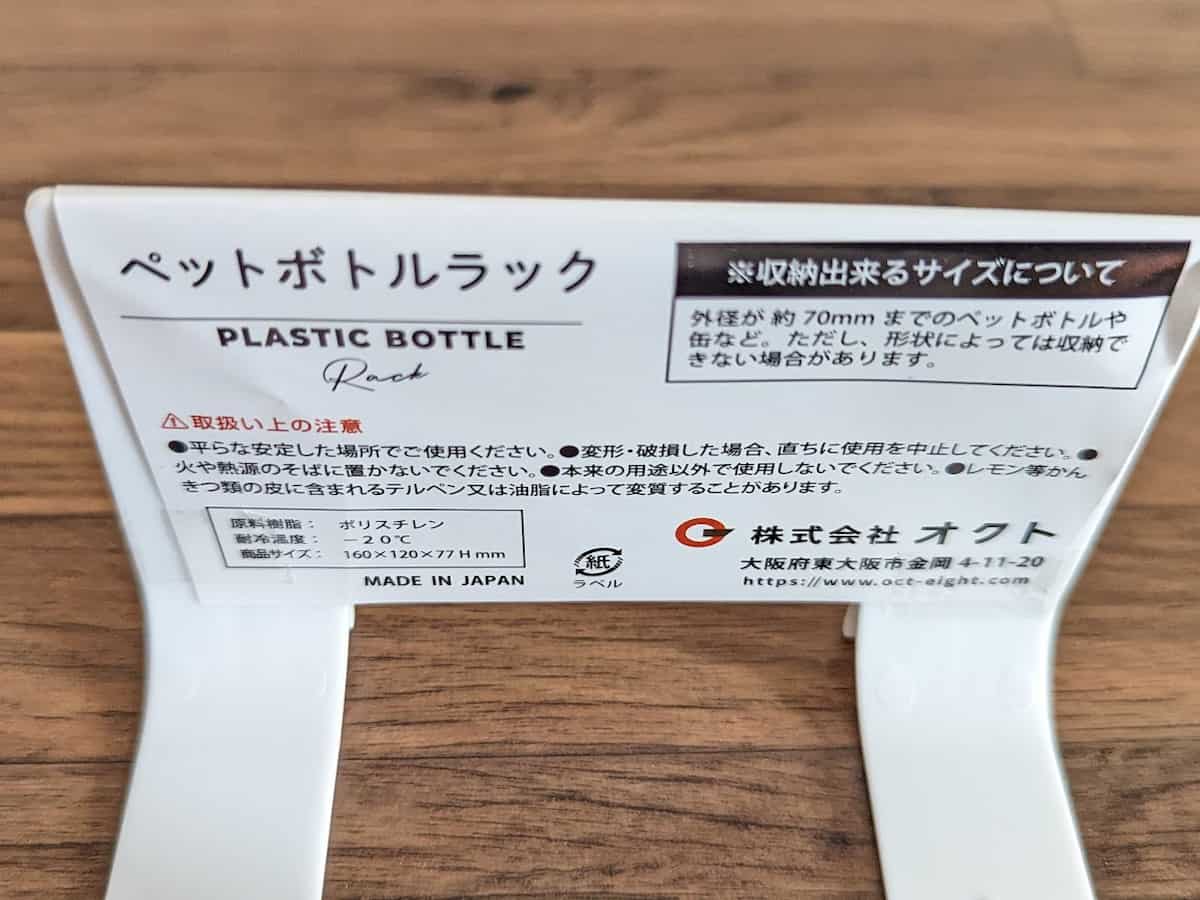 ペットボトルラック
PLASTIC BOTTLE
Rack
※収納出来るサイズについて
外径が約70mmまでのペットボトルや
缶など。ただし、形状によっては収納で
きない場合があります。
⚠取扱い上の注意
●平らな安定した場所でご使用ください。●変形・破損した場合、直ちに使用を中止してください。●
火や熱源のそばに置かないでください。●本来の用途以外で使用しないでください。●レモン等かん
きつ類の皮に含まれるテルペン又は油脂によって変質することがあります。
原料樹脂： ポリスチレン
耐冷温度： －20℃
商品サイズ： 160×120×77Hmm
MADE IN JAPAN
紙
ラベル
株式会社オクト
大阪府東大阪市金岡4-11-20
https://www.oct-eight.com